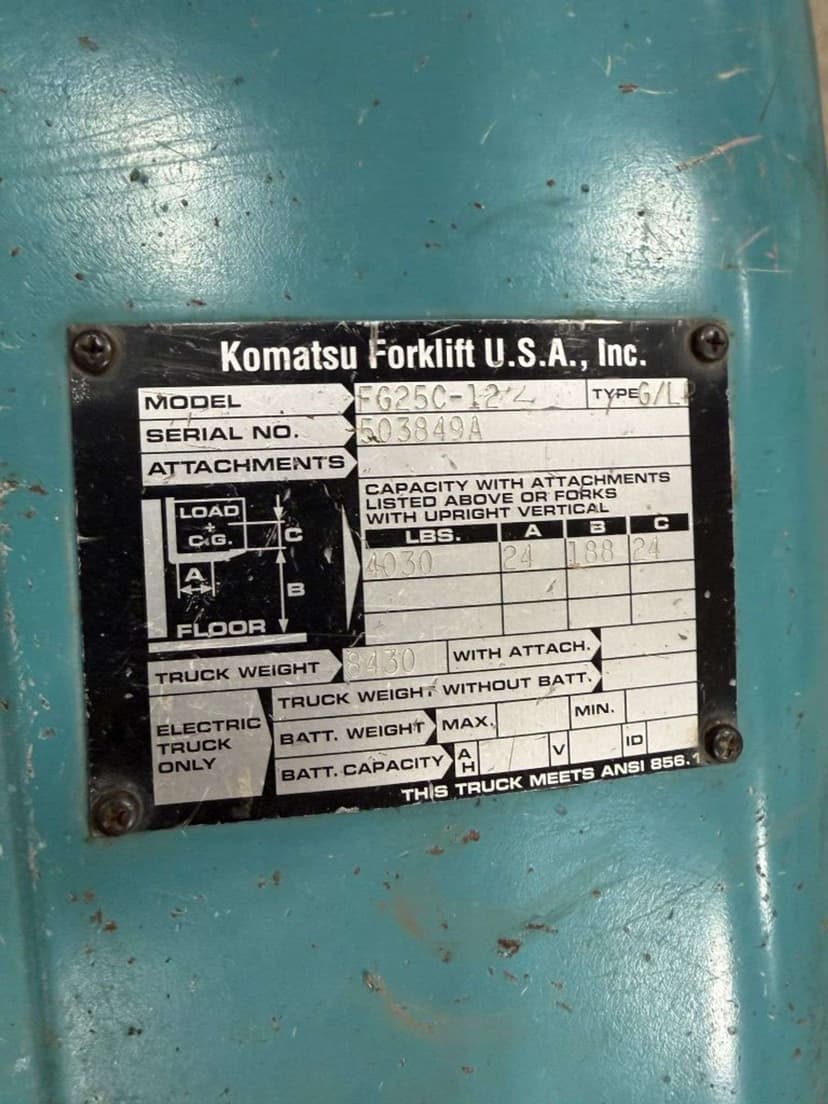 Komatsu Forklift U.S.A., Inc.
MODEL FG25C-12 TYPE G/LP
SERIAL NO. 503849A
ATTACHMENTS
CAPACITY WITH ATTACHMENTS
LISTED ABOVE OR FORKS
WITH UPRIGHT VERTICAL
LBS. A B C
4030 24 188 24
LOAD
+
C.G.
C
A
B
FLOOR
TRUCK WEIGHT 8430 WITH ATTACH.
ELECTRIC
TRUCK
ONLY
TRUCK WEIGHT WITHOUT BATT.
BATT. WEIGHT MAX. MIN.
BATT. CAPACITY AH V ID
THIS TRUCK MEETS ANSI B56.1